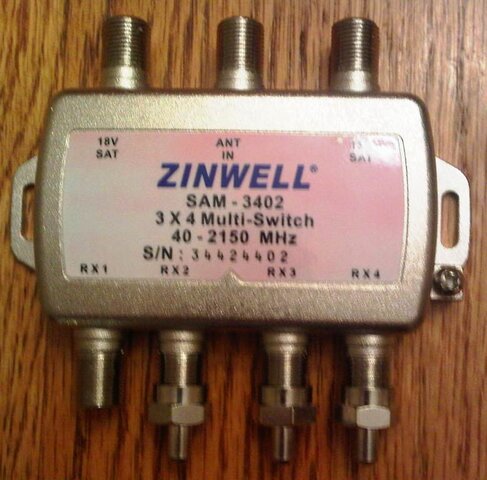 18V ANT
SAT IN SAT
ZINWELL®
SAM - 3402
3 X 4 Multi-Switch
40 - 2150 MHz
S/N: 34424402
RX1 RX2 RX3 RX4